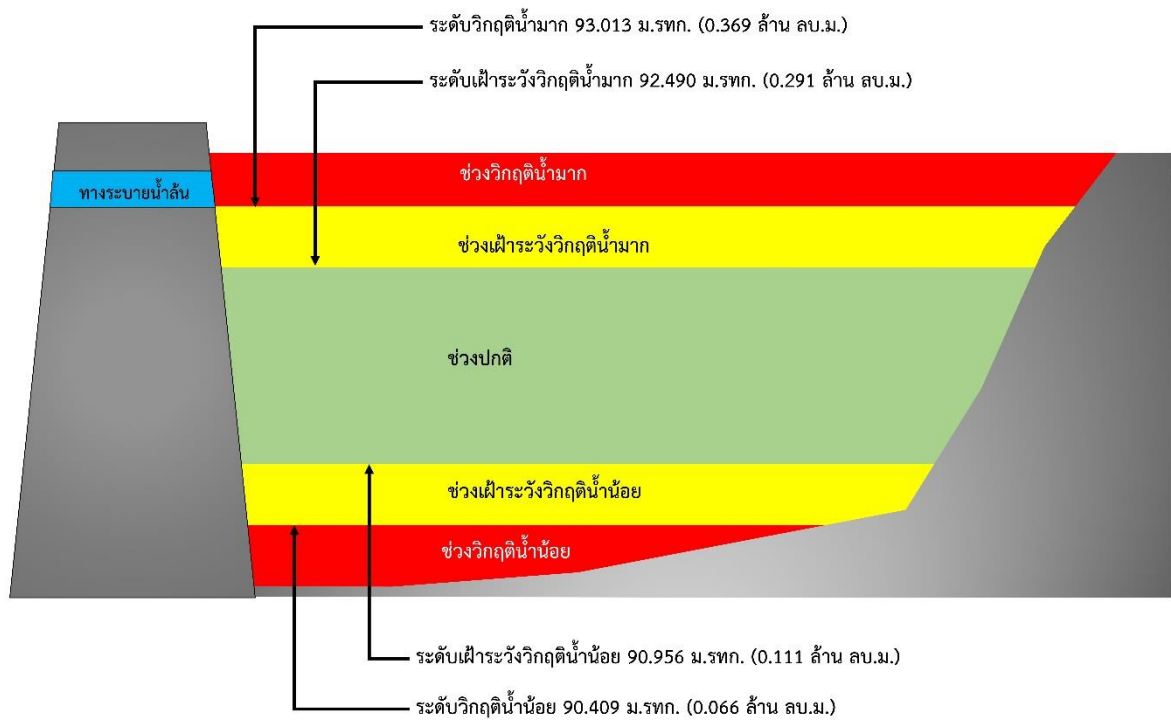 ระดับวิกฤติน้ำมาก 93.013 ม.รทก. (0.369 ล้าน ลบ.ม.)
ระดับเฝ้าระวังวิกฤติน้ำมาก 92.490 ม.รทก. (0.291 ล้าน ลบ.ม.)
ช่วงวิกฤติน้ำมาก
ทางระบายน้ำล้น
ช่วงเฝ้าระวังวิกฤติน้ำมาก
ช่วงปกติ
ช่วงเฝ้าระวังวิกฤติน้ำน้อย
ช่วงวิกฤติน้ำน้อย
ระดับเฝ้าระวังวิกฤติน้ำน้อย 90.956 ม.รทก. (0.111 ล้าน ลบ.ม.)
ระดับวิกฤติน้ำน้อย 90.409 ม.รทก. (0.066 ล้าน ลบ.ม.)